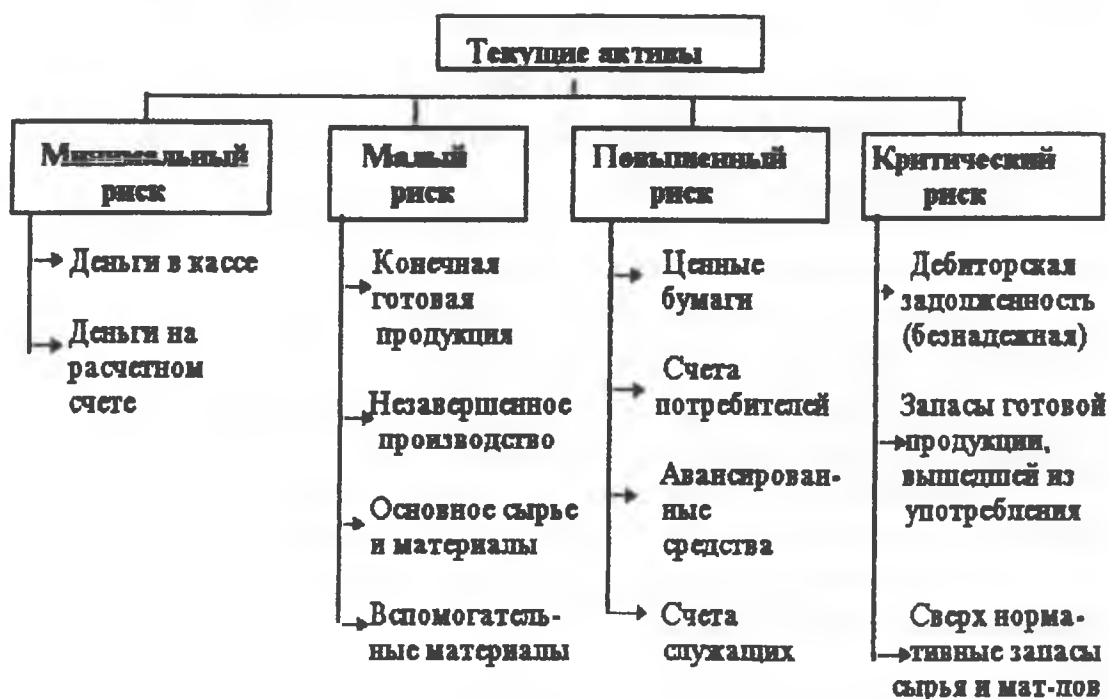 Текущие активы
Минимальный
риск
Деньги в кассе
Деньги на
расчетном
счете
Малый
риск
Конечная
готовая
продукция
Незавершенное
производство
Основное сырье
и материалы
Вспомогатель-
ные материалы
Повышенный
риск
Ценные
бумаги
Счета
потребителей
Авансирован-
ные
средства
Счета
служащих
Критический
риск
Дебиторская
задолженность
(безнадежная)
Запасы готовой
продукции,
вышедшей из
употребления
Сверх норма-
тивные запасы
сырья и мат-лов